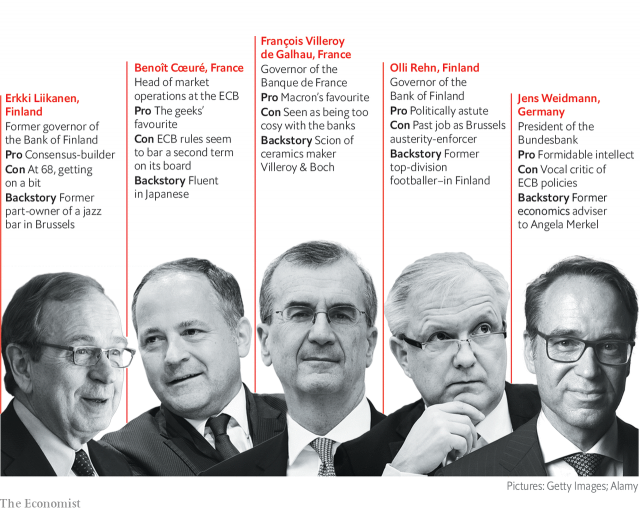 Erkki Liikanen,
Finland
Former governor of
the Bank of Finland
Pro Consensus-builder
Con At 68, getting
on a bit
Backstory Former
part-owner of a jazz
bar in Brussels
Benoît Cœuré, France
Head of market
operations at the ECB
Pro The geeks’
favourite
Con ECB rules seem
to bar a second term
on its board
Backstory Fluent
in Japanese
François Villeroy
de Galhau, France
Governor of the
Banque de France
Pro Macron’s favourite
Con Seen as being too
cosy with the banks
Backstory Scion of
ceramics maker
Villeroy & Boch
Olli Rehn, Finland
Governor of the
Bank of Finland
Pro Politically astute
Con Past job as Brussels
austerity-enforcer
Backstory Former
top-division
footballer–in Finland
Jens Weidmann,
Germany
President of the
Bundesbank
Pro Formidable intellect
Con Vocal critic of
ECB policies
Backstory Former
economics adviser
to Angela Merkel
Pictures: Getty Images; Alamy
The Economist